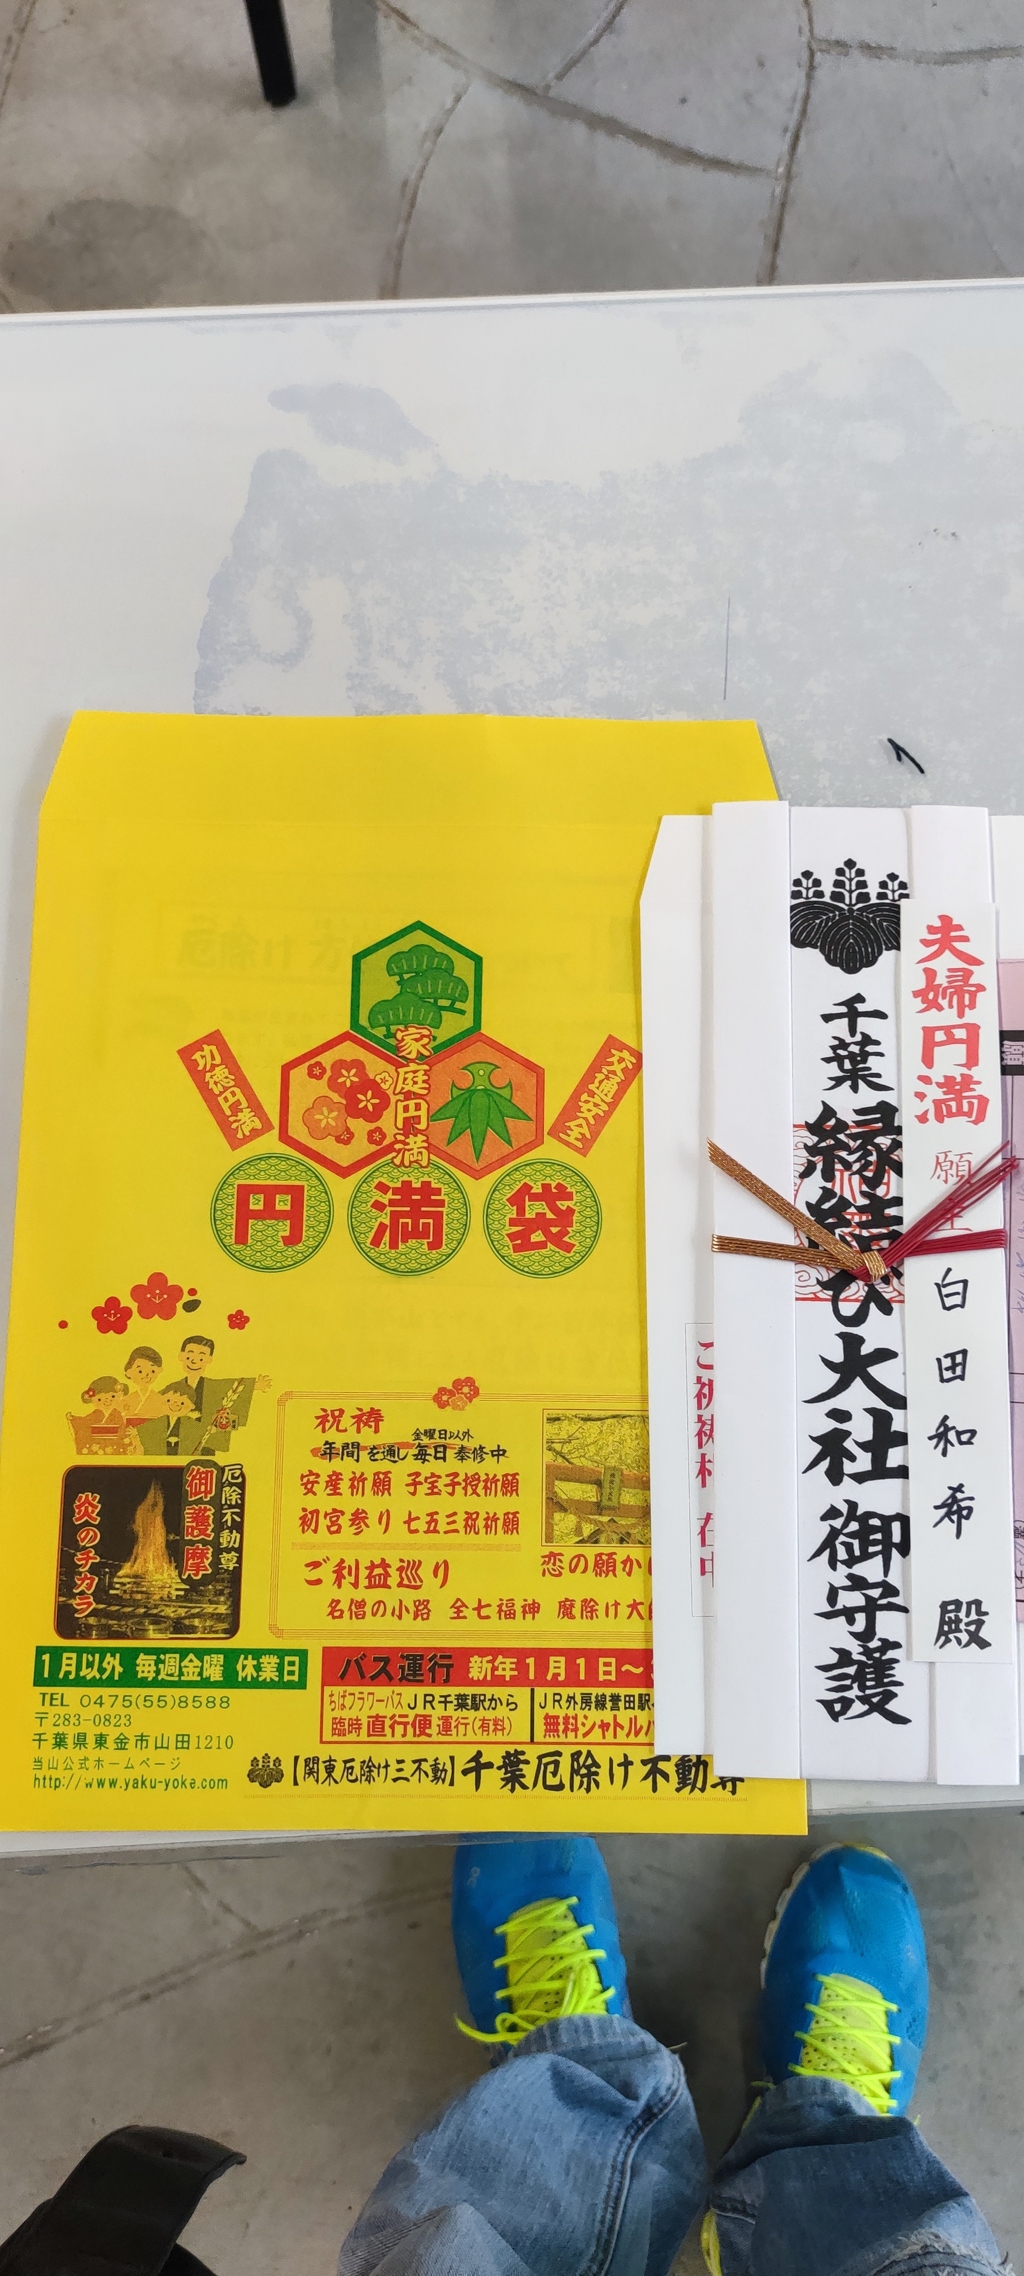 家庭円満
功徳円満
交通安全
円満袋
祝祷
金曜日以外
年間を通し毎日奉修中
安産祈願 子宝子授祈願
初宮参り 七五三祝祈願
ご利益巡り
名僧の小路 全七福神 魔除け大
恋の願か
厄除不動尊
御護摩
炎のチカラ
1月以外 毎週金曜 休業日
TEL 0475(55)8588
〒283-0823
千葉県東金市山田1210
当山公式ホームページ
http://www.yaku-yoke.com
バス運行 新年1月1日～
ちばフラワーバス JR千葉駅から
臨時 直行便 運行(有料)
JR外房線誉田駅
無料シャトル
【関東厄除け三不動】千葉厄除け不動尊
ご祈祷札 在中
千葉縁結び大社御守護
夫婦円満
願主
白田和希 殿
願